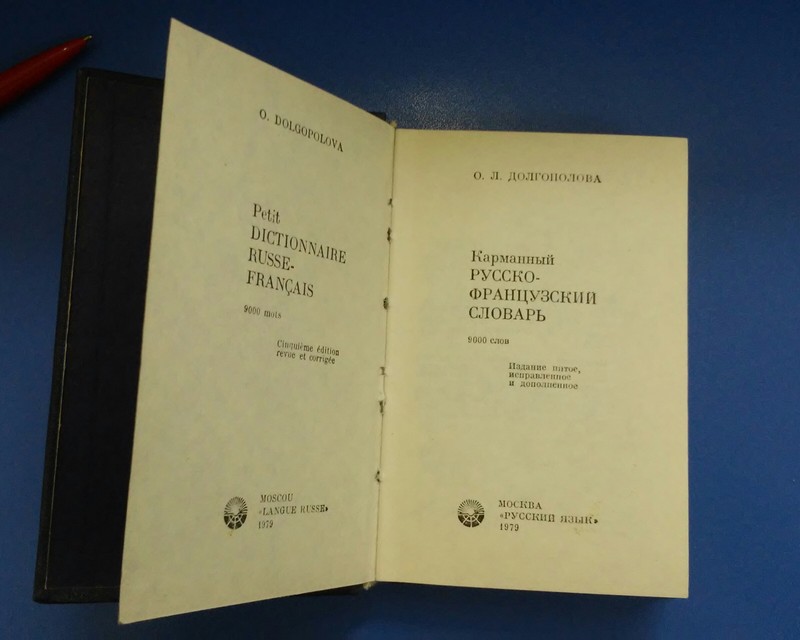 O. DOLGOPOLOVA
Petit
DICTIONNAIRE
RUSSE-
FRANÇAIS
9000 mots
Cinquième édition
revue et corrigée
MOSCOU
«LANGUE RUSSE»
1979
О. Л. ДОЛГОПОЛОВА
Карманный
РУССКО-
ФРАНЦУЗСКИЙ
СЛОВАРЬ
9000 слов
Издание пятое,
исправленное
и дополненное
МОСКВА
«РУССКИЙ ЯЗЫК»
1979